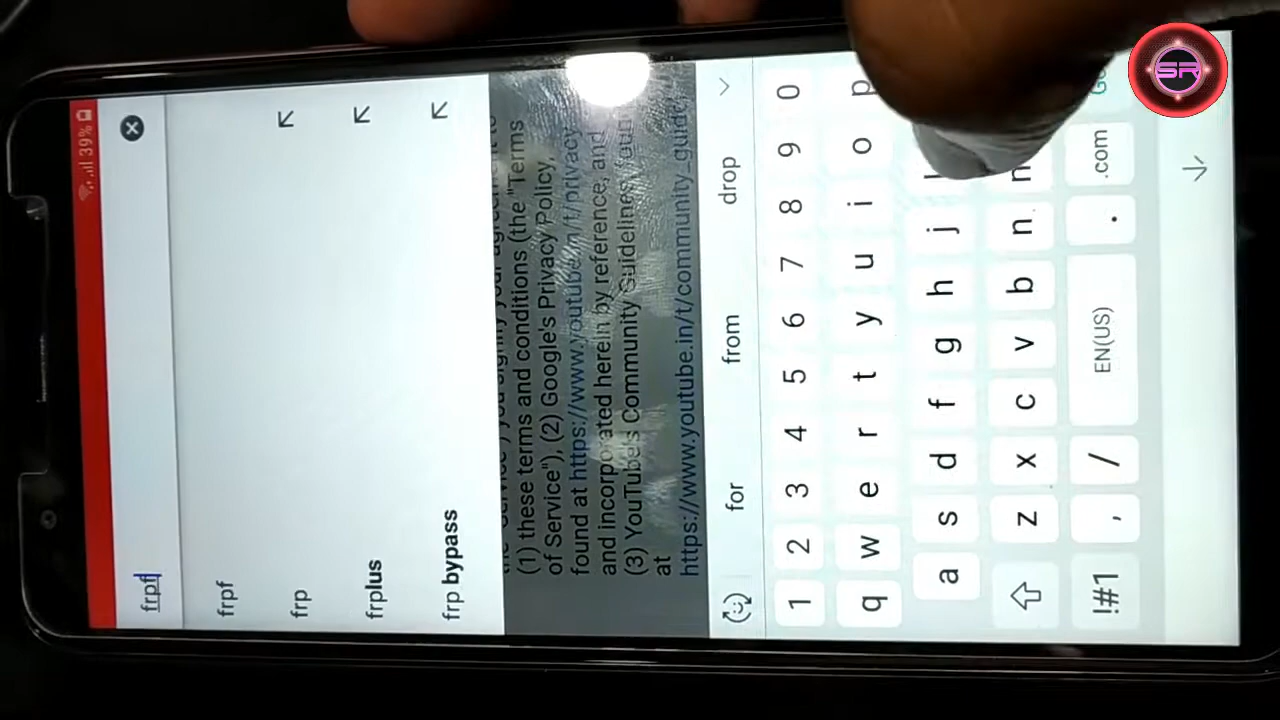 39%
frpf
frpf
frp
frplus
frp bypass
(1) these terms and conditions (the "Terms
of Service"), (2) Google's Privacy Policy,
found at https://www.youtube.in/t/privacy
and incorporated herein by reference, and
(3) YouTube's Community Guidelines, found
at
https://www.youtube.in/t/community_guide
for from drop
1 2 3 4 5 6 7 8 9 0
q w e r t y u i o p
a s d f g h j
z x c v b n
!#1 , / EN(US) . .com
SR